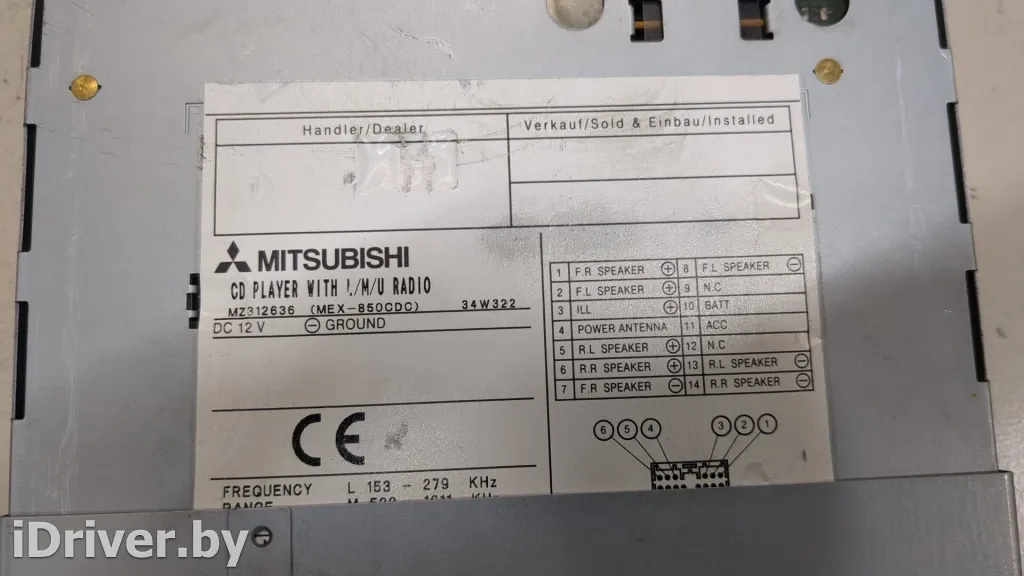 Handler/Dealer
Verkauf/Sold & Einbau/Installed
MITSUBISHI
CD PLAYER WITH L/M/U RADIO
MZ312636 (MEX-850CDC) 34W322
DC 12 V ⊖ GROUND
1 F.R SPEAKER ⊕ 8 F.L SPEAKER ⊖
2 F.L SPEAKER ⊕ 9 N.C
3 ILL ⊕ 10 BATT
4 POWER ANTENNA 11 ACC
5 R.L SPEAKER ⊕ 12 N.C
6 R.R SPEAKER ⊕ 13 R.L SPEAKER ⊖
7 F.R SPEAKER ⊖ 14 R.R SPEAKER ⊖
CE
6 5 4 3 2 1
FREQUENCY L 153 - 279 KHz
RANGE M
iDriver.by